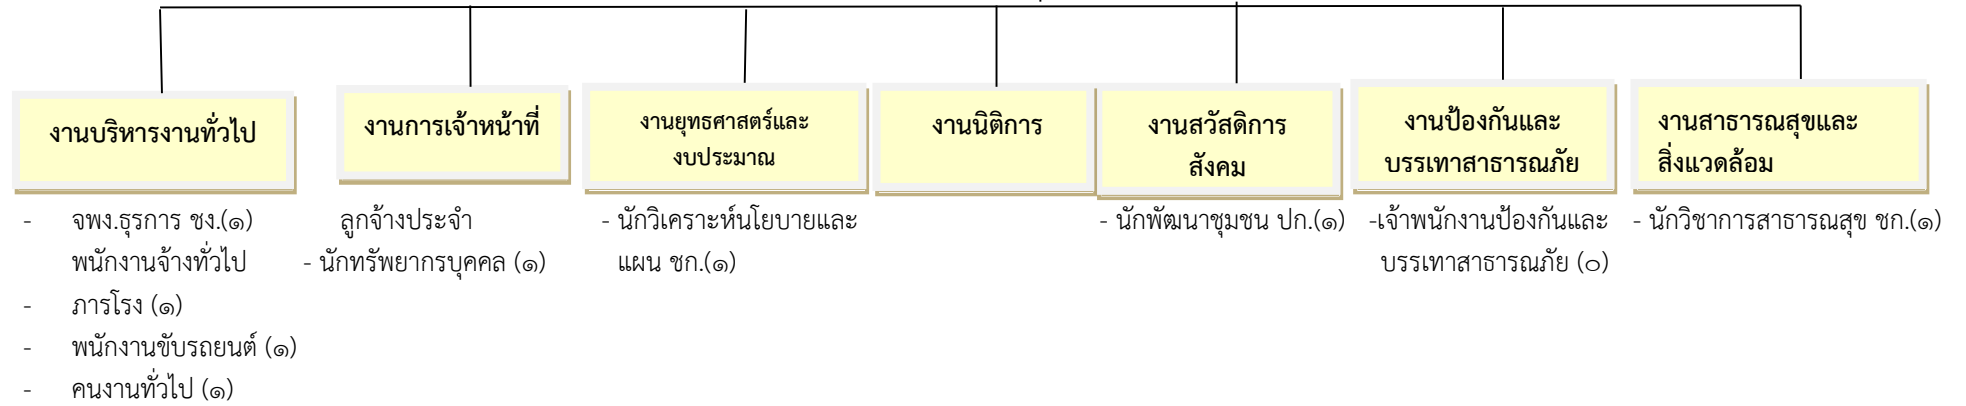 งานบริหารงานทั่วไป
- จพง.ธุรการ ชง.(๑)
พนักงานจ้างทั่วไป
- ภารโรง (๑)
- พนักงานขับรถยนต์ (๑)
- คนงานทั่วไป (๑)
งานการเจ้าหน้าที่
ลูกจ้างประจำ
- นักทรัพยากรบุคคล (๑)
งานยุทธศาสตร์และ
งบประมาณ
- นักวิเคราะห์นโยบายและ
แผน ชก.(๑)
งานนิติการ
งานสวัสดิการ
สังคม
- นักพัฒนาชุมชน ปก.(๑)
งานป้องกันและ
บรรเทาสาธารณภัย
-เจ้าพนักงานป้องกันและ
บรรเทาสาธารณภัย (๐)
งานสาธารณสุขและ
สิ่งแวดล้อม
- นักวิชาการสาธารณสุข ชก.(๑)